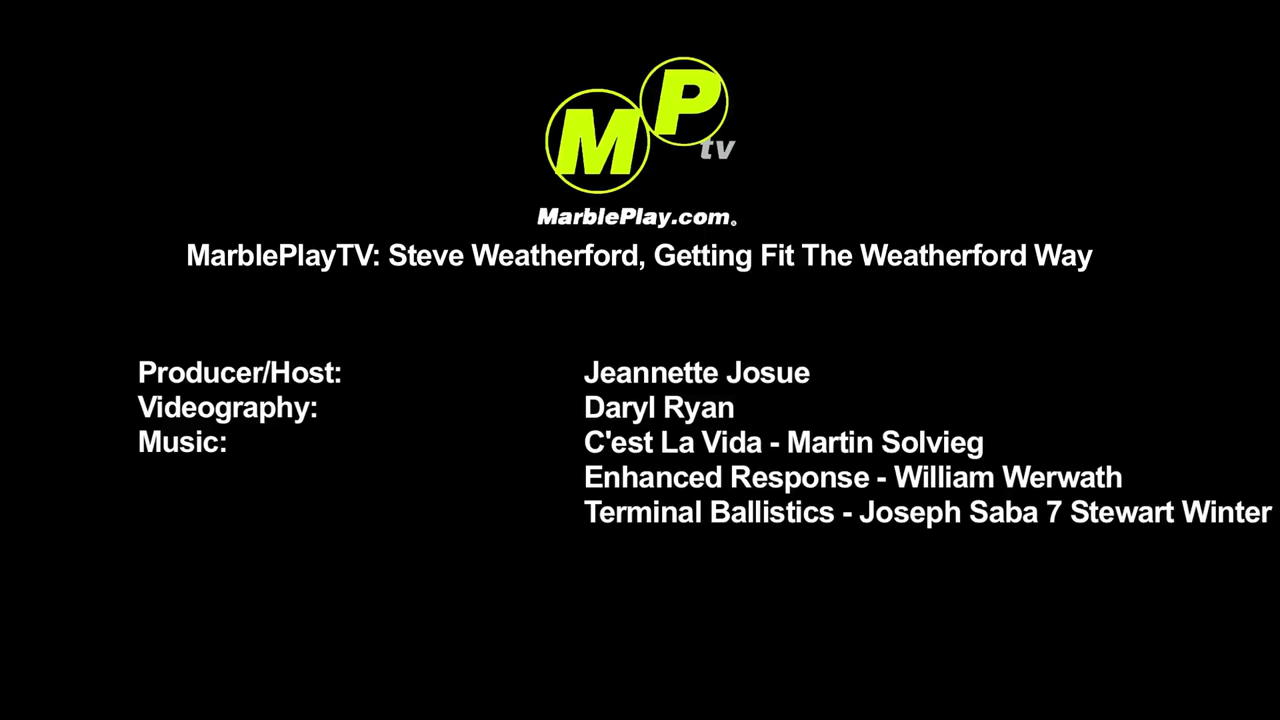 MP
tv
MarblePlay.com
MarblePlayTV: Steve Weatherford, Getting Fit The Weatherford Way
Producer/Host: Jeannette Josue
Videography: Daryl Ryan
Music: C'est La Vida - Martin Solvieg
Enhanced Response - William Werwath
Terminal Ballistics - Joseph Saba 7 Stewart Winter